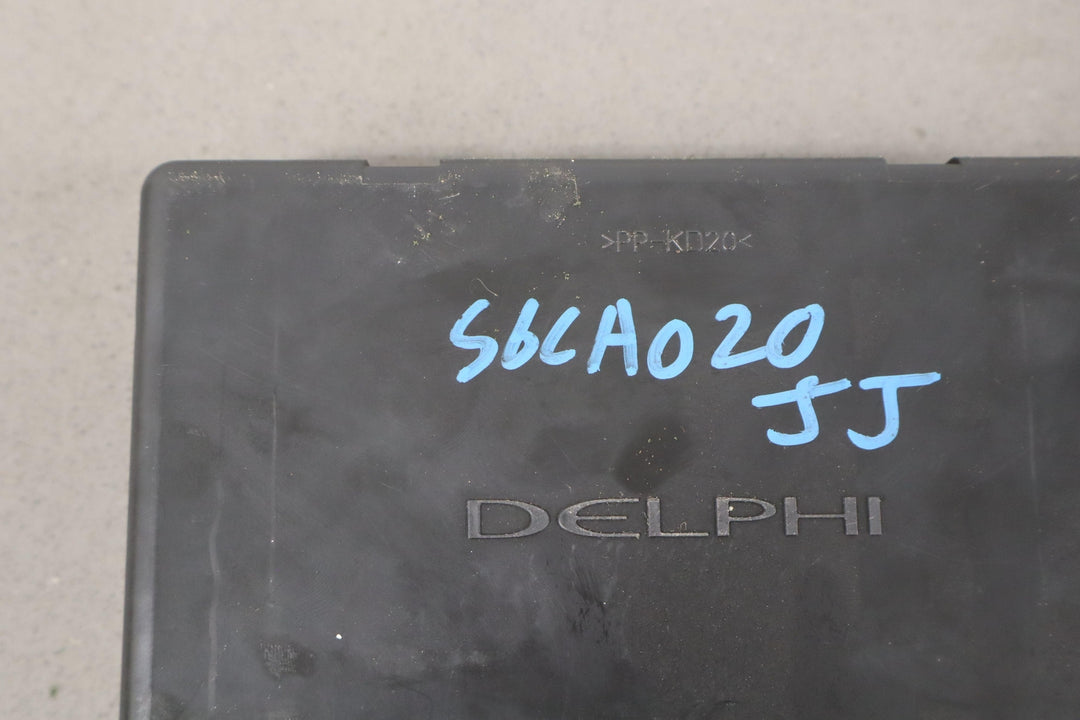 >PP-KD20<
S6CA020
JJ
DELPHI